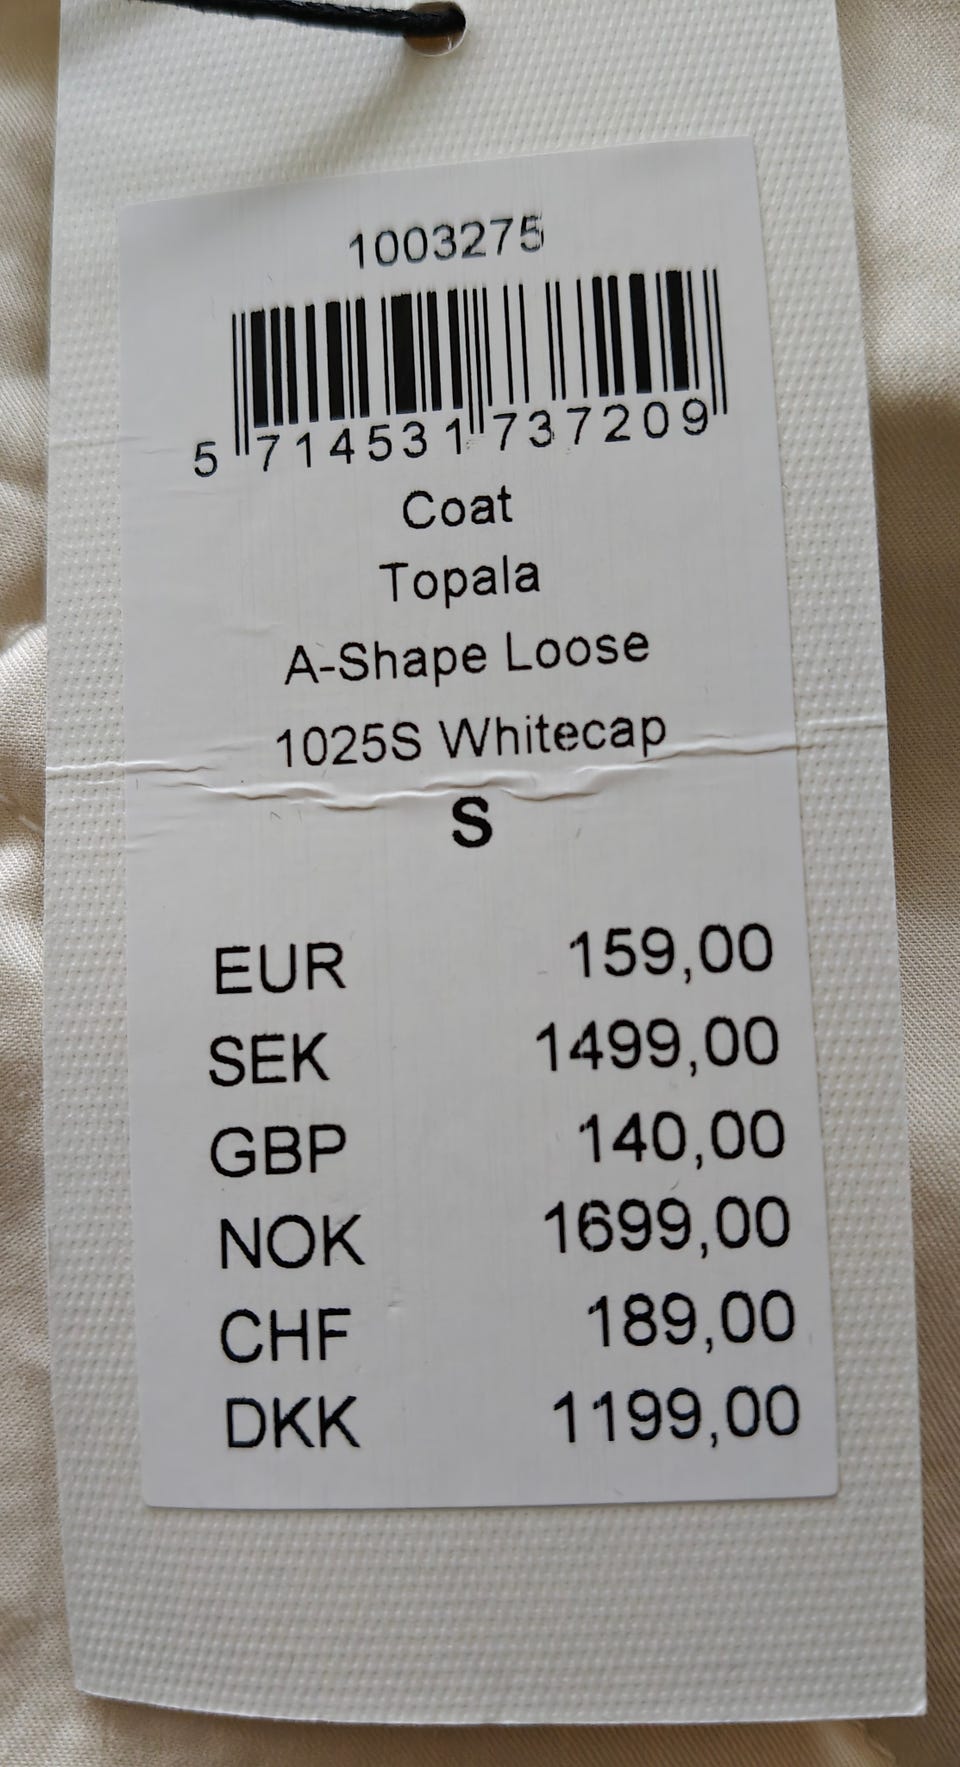 1003275
5 714531 737209
Coat
Topala
A-Shape Loose
1025S Whitecap
S
EUR 159,00
SEK 1499,00
GBP 140,00
NOK 1699,00
CHF 189,00
DKK 1199,00